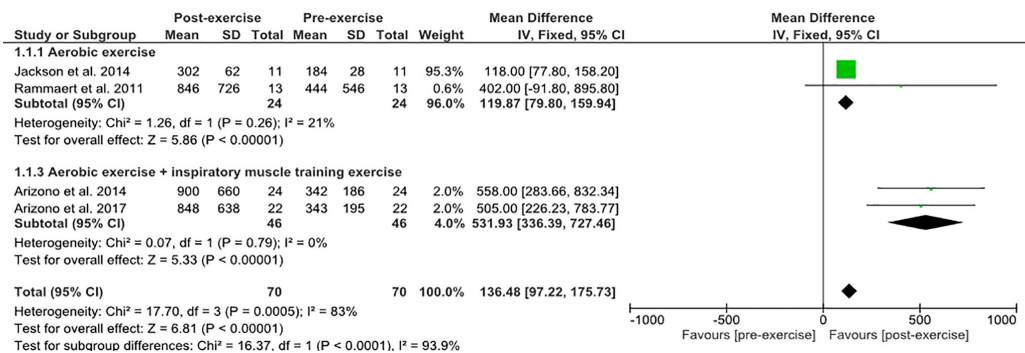 Post-exercise Pre-exercise Mean Difference Mean Difference
Study or Subgroup Mean SD Total Mean SD Total Weight IV, Fixed, 95% CI IV, Fixed, 95% CI
1.1.1 Aerobic exercise
Jackson et al. 2014 302 62 11 184 28 11 95.3% 118.00 [77.80, 158.20]
Rammaert et al. 2011 846 726 13 444 546 13 0.6% 402.00 [-91.80, 895.80]
Subtotal (95% CI) 24 24 96.0% 119.87 [79.80, 159.94]
Heterogeneity: Chi² = 1.26, df = 1 (P = 0.26); I² = 21%
Test for overall effect: Z = 5.86 (P < 0.00001)
1.1.3 Aerobic exercise + inspiratory muscle training exercise
Arizono et al. 2014 900 660 24 342 186 24 2.0% 558.00 [283.66, 832.34]
Arizono et al. 2017 848 638 22 343 195 22 2.0% 505.00 [226.23, 783.77]
Subtotal (95% CI) 46 46 4.0% 531.93 [336.39, 727.46]
Heterogeneity: Chi² = 0.07, df = 1 (P = 0.79); I² = 0%
Test for overall effect: Z = 5.33 (P < 0.00001)
Total (95% CI) 70 70 100.0% 136.48 [97.22, 175.73]
Heterogeneity: Chi² = 17.70, df = 3 (P = 0.0005); I² = 83%
Test for overall effect: Z = 6.81 (P < 0.00001)
Test for subgroup differences: Chi² = 16.37, df = 1 (P < 0.0001), I² = 93.9%
-1000 -500 0 500 1000
Favours [pre-exercise] Favours [post-exercise]